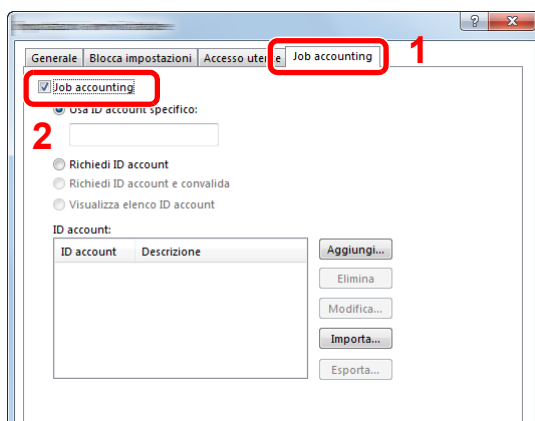 Generale Blocca impostazioni Accesso utente Job accounting 1
Job accounting
Usa ID account specifico:
2
Richiedi ID account
Richiedi ID account e convalida
Visualizza elenco ID account
ID account:
ID account Descrizione
Aggiungi...
Elimina
Modifica...
Importa...
Esporta...